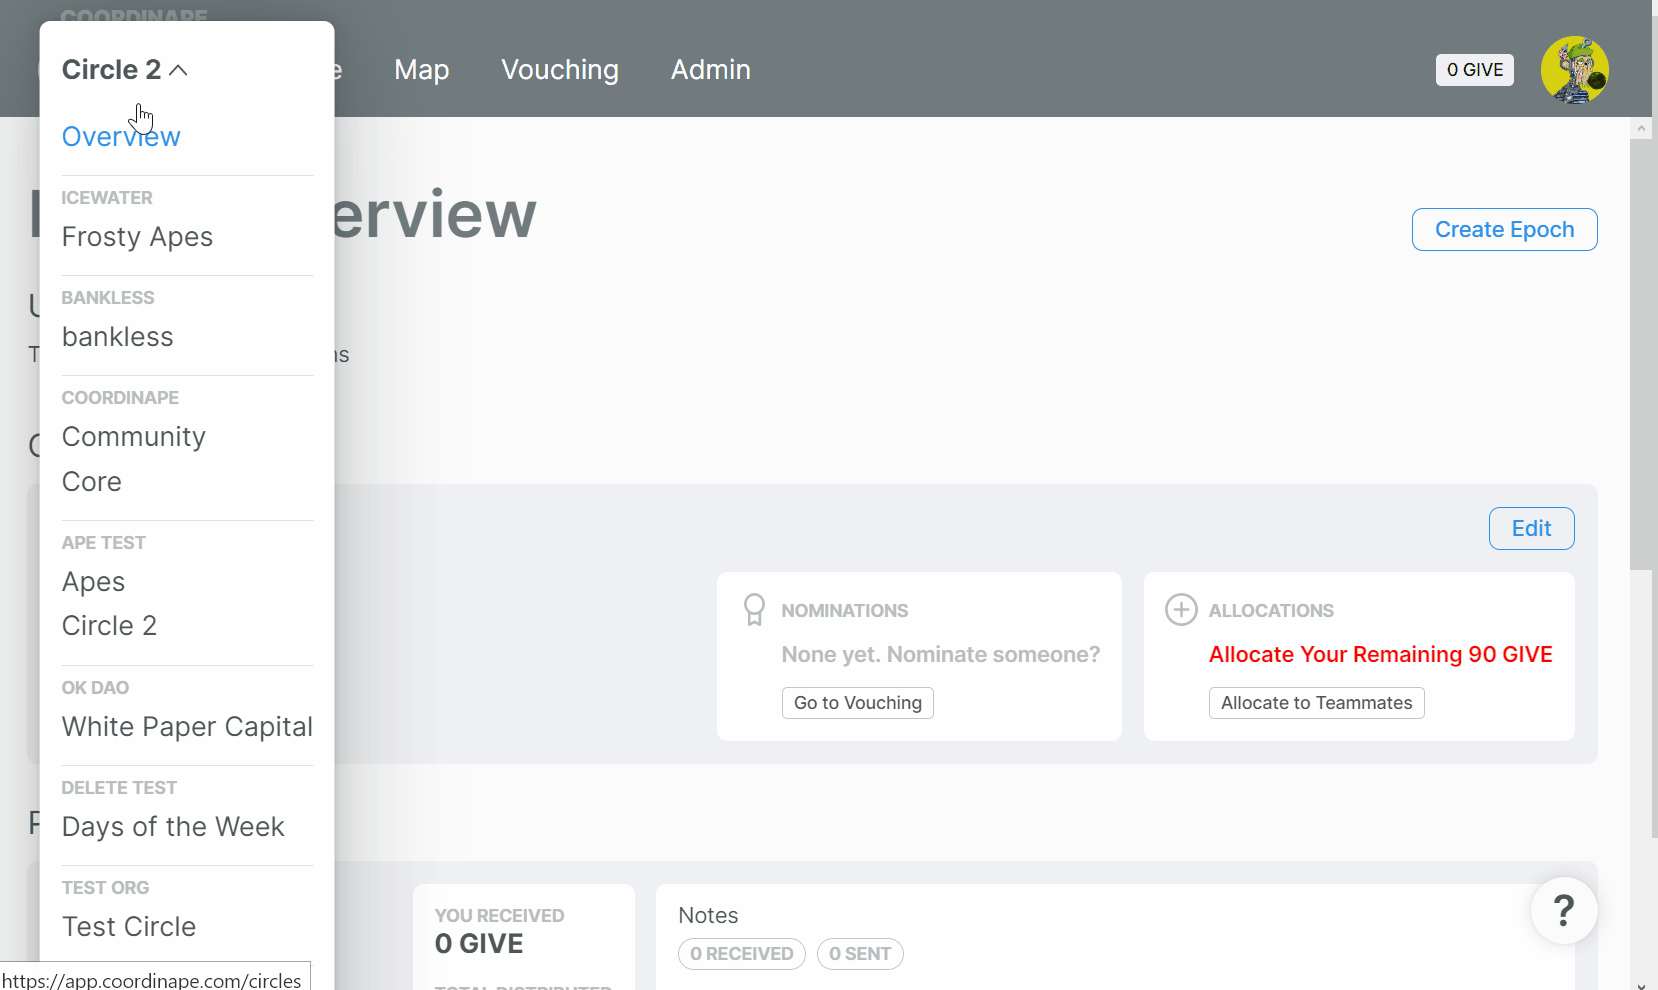 COORDINAPE
Circle 2
Map
Vouching
Admin
0 GIVE
Overview
ICEWATER
Frosty Apes
erview
Create Epoch
BANKLESS
bankless
COORDINAPE
Community
Core
Edit
APE TEST
Apes
Circle 2
NOMINATIONS
None yet. Nominate someone?
Go to Vouching
ALLOCATIONS
Allocate Your Remaining 90 GIVE
Allocate to Teammates
OK DAO
White Paper Capital
DELETE TEST
Days of the Week
TEST ORG
Test Circle
YOU RECEIVED
0 GIVE
TOTAL DISTRIBUTED
Notes
0 RECEIVED
0 SENT
?
https://app.coordinape.com/circles